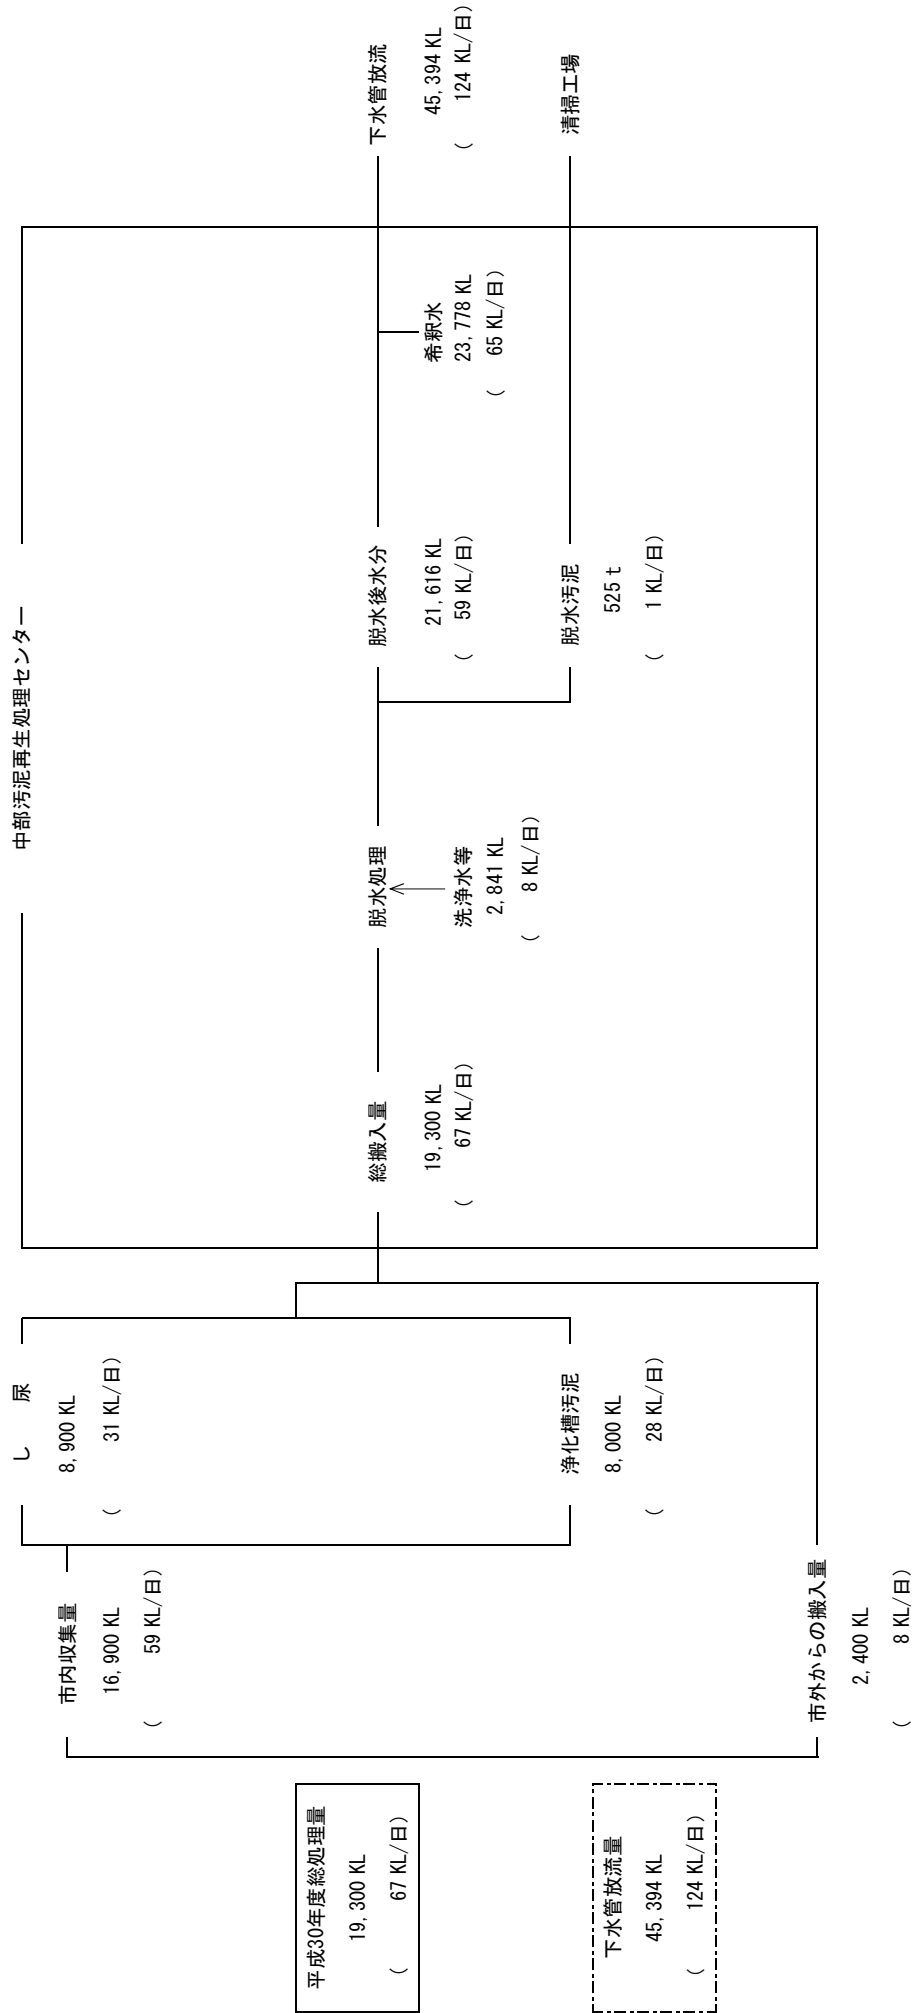 中部汚泥再生処理センター
し　尿
8,900 KL
(　31 KL/日)
市内収集量
16,900 KL
(　59 KL/日)
平成30年度総処理量
19,300 KL
(　67 KL/日)
総搬入量
19,300 KL
(　67 KL/日)
脱水処理
洗浄水等
2,841 KL
(　8 KL/日)
脱水後水分
21,616 KL
(　59 KL/日)
希釈水
23,778 KL
(　65 KL/日)
下水管放流
45,394 KL
(　124 KL/日)
浄化槽汚泥
8,000 KL
(　28 KL/日)
脱水汚泥
525 t
(　1 KL/日)
清掃工場
下水管放流量
45,394 KL
(　124 KL/日)
市外からの搬入量
2,400 KL
(　8 KL/日)